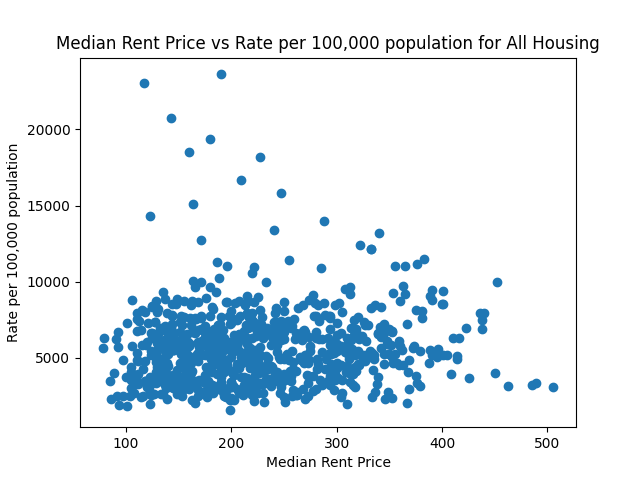 Median Rent Price vs Rate per 100,000 population for All Housing
Rate per 100,000 population
20000
15000
10000
5000
100 200 300 400 500
Median Rent Price